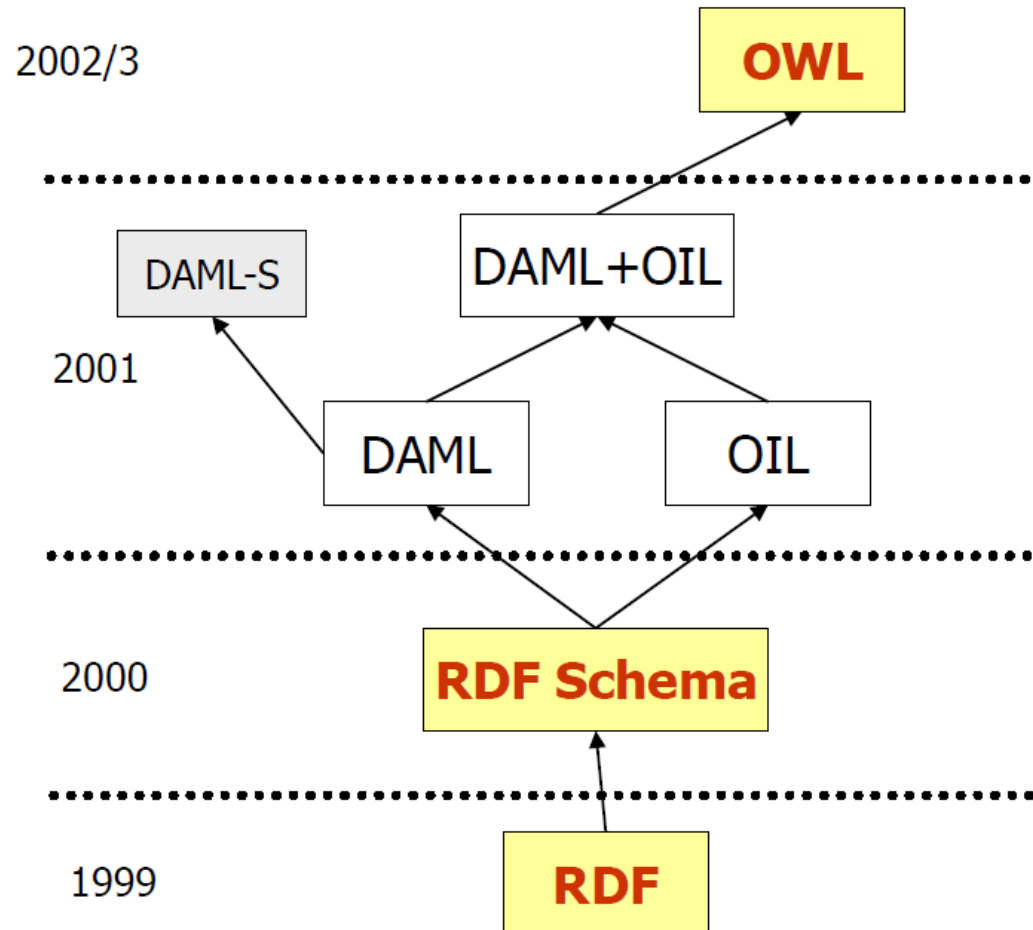 2002/3
OWL
DAML-S
DAML+OIL
2001
DAML
OIL
2000
RDF Schema
1999
RDF